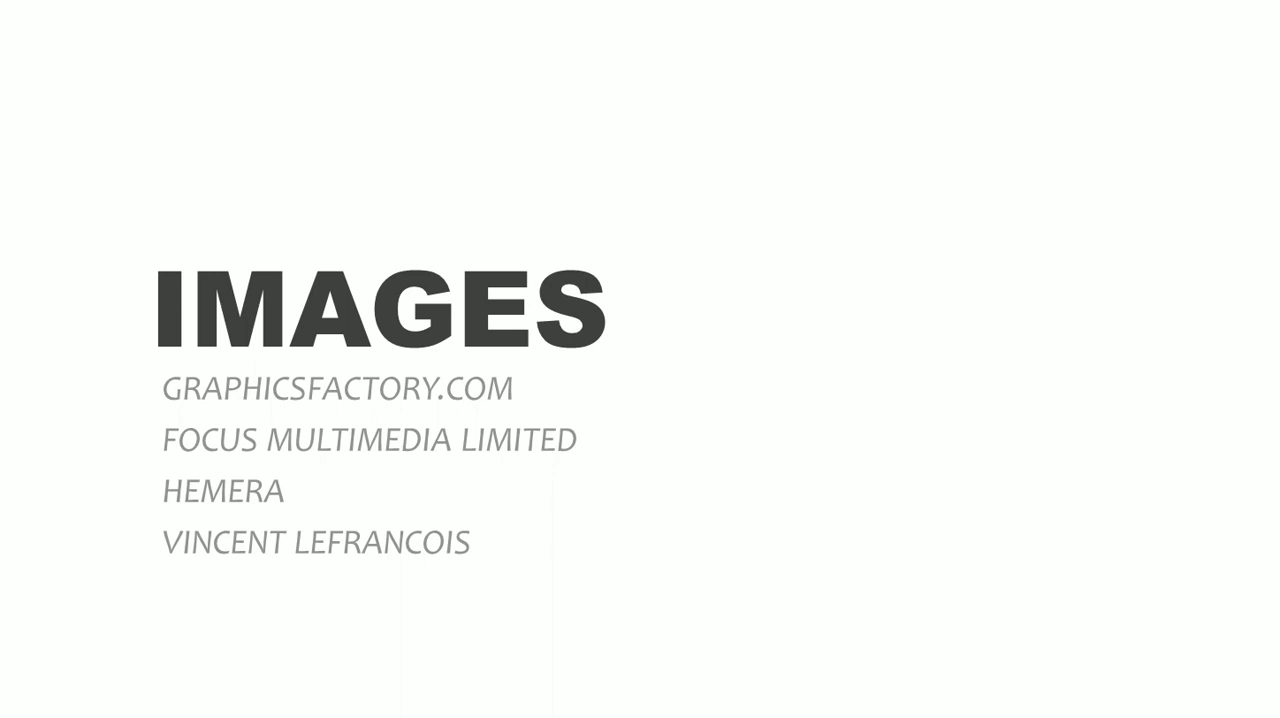 IMAGES
GRAPHICSFACTORY.COM
FOCUS MULTIMEDIA LIMITED
HEMERA
VINCENT LEFRANCOIS